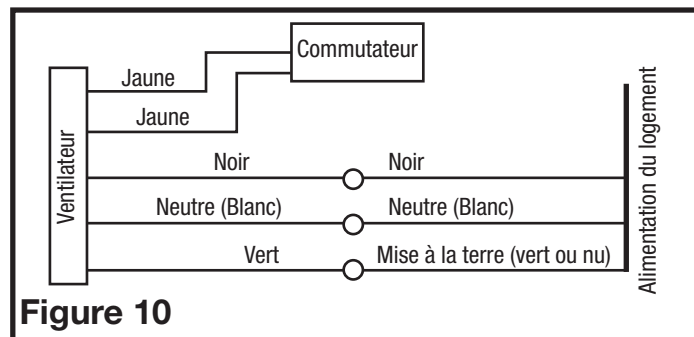 Commutateur
Jaune
Jaune
Ventilateur
Noir
Noir
Neutre (Blanc)
Neutre (Blanc)
Vert
Mise à la terre (vert ou nu)
Alimentation du logement
Figure 10